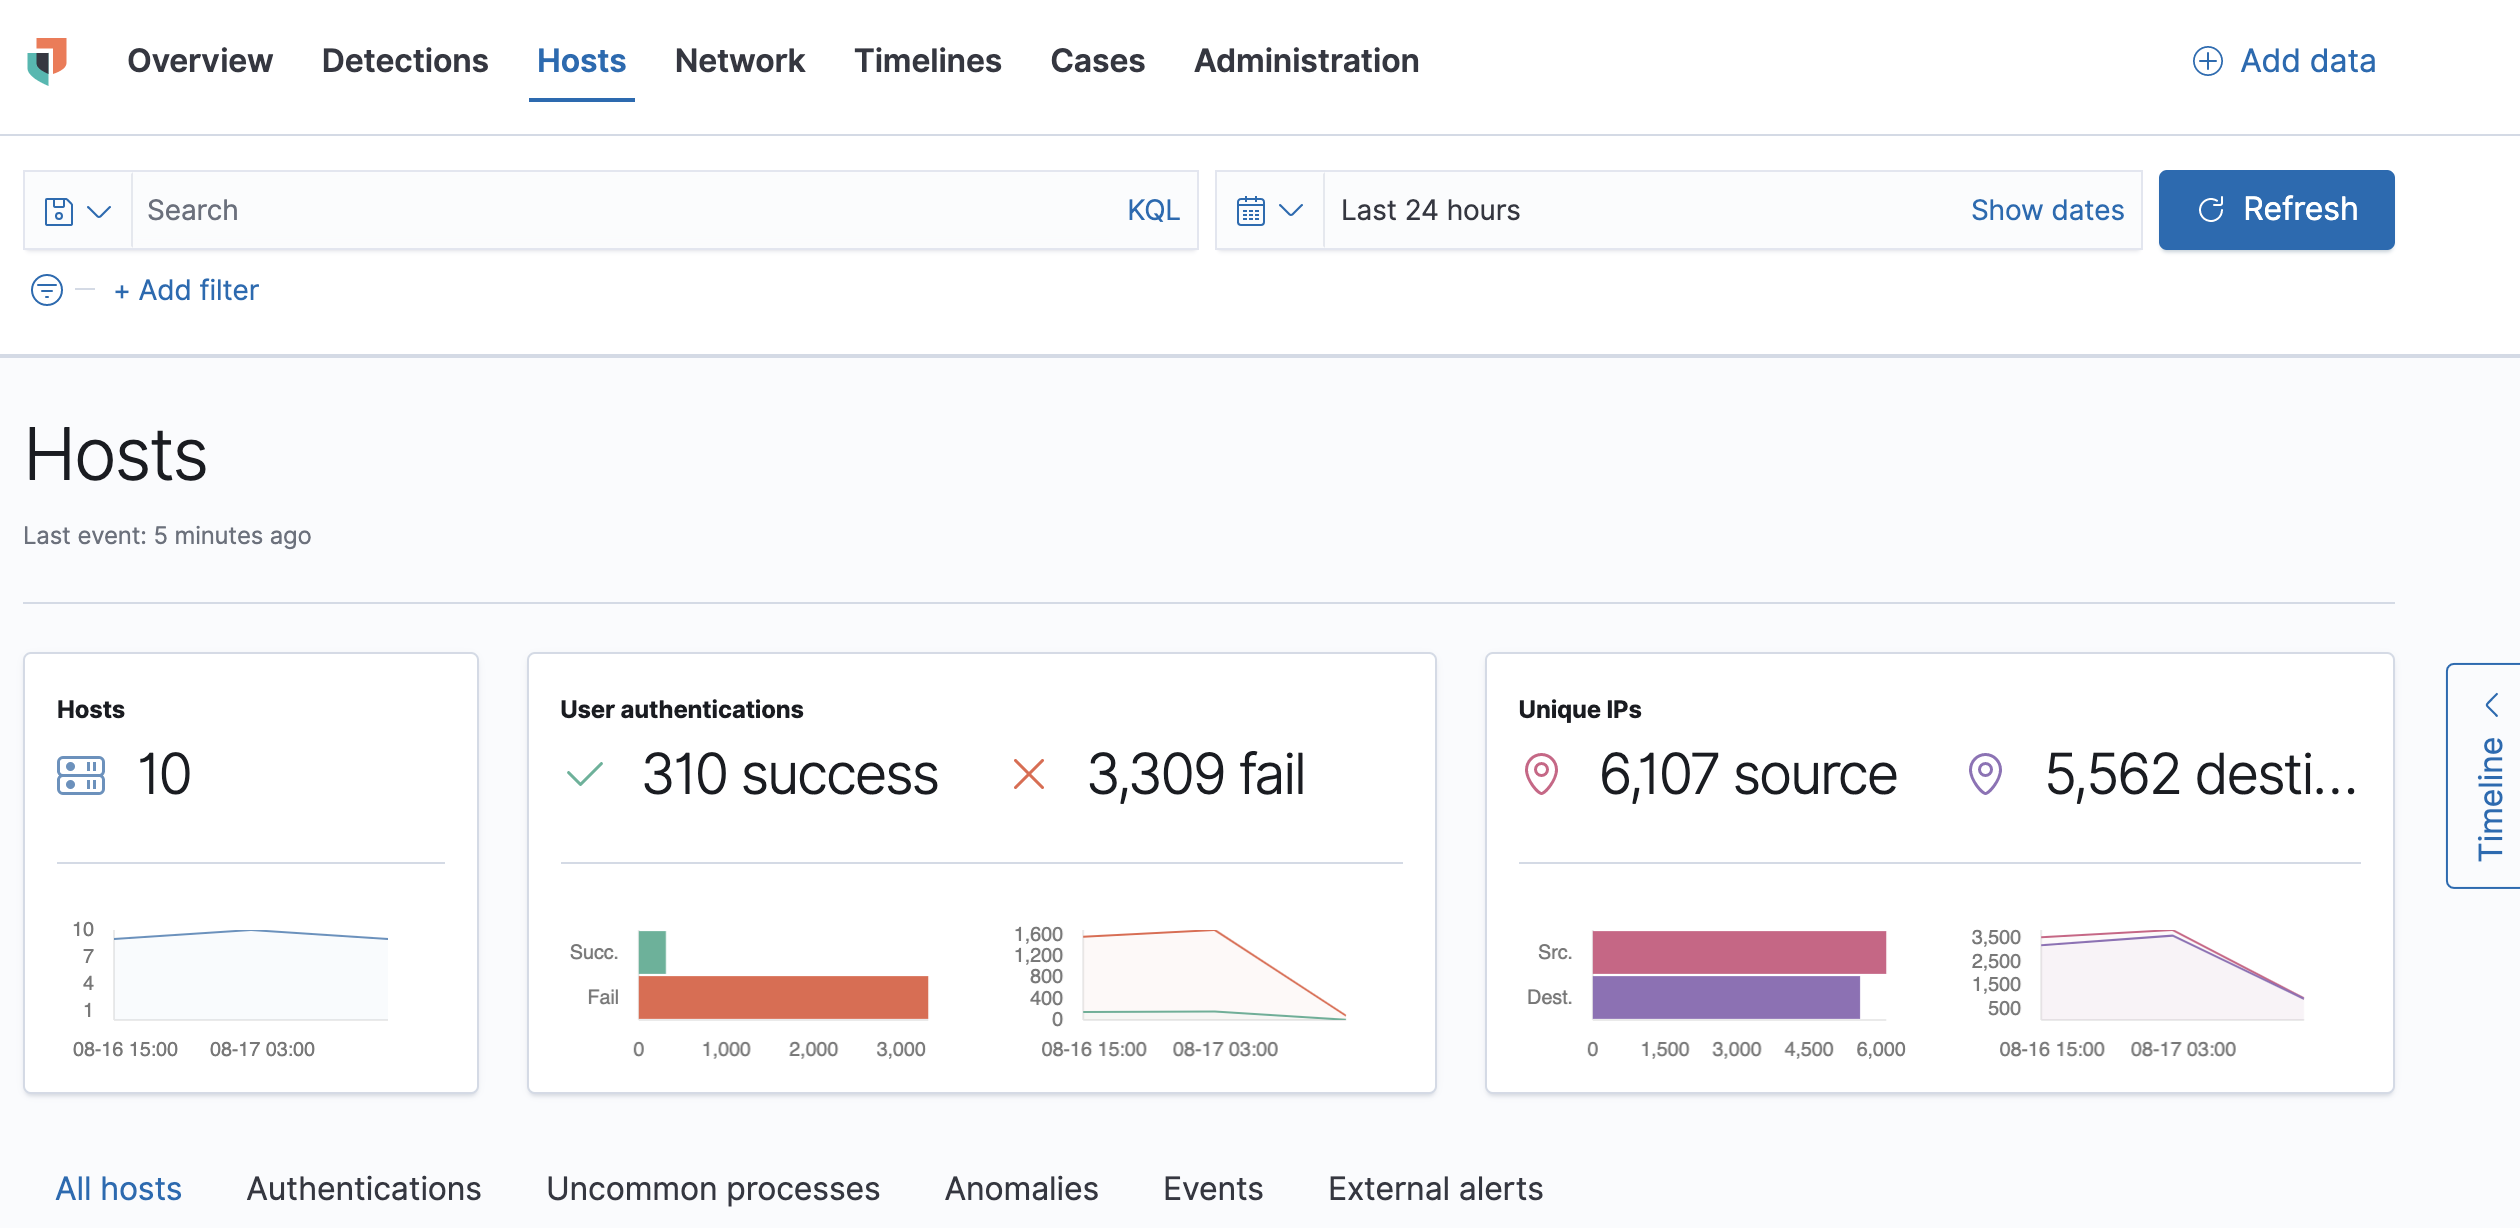 Overview Detections Hosts Network Timelines Cases Administration Add data
Search KQL Last 24 hours Show dates Refresh
+ Add filter
Hosts
Last event: 5 minutes ago
Hosts
10
10
7
4
1
08-16 15:00 08-17 03:00
User authentications
310 success 3,309 fail
Succ.
Fail
0 1,000 2,000 3,000
1,600
1,200
800
400
0
08-16 15:00 08-17 03:00
Unique IPs
6,107 source 5,562 desti...
Src.
Dest.
0 1,500 3,000 4,500 6,000
3,500
2,500
1,500
500
08-16 15:00 08-17 03:00
Timeline
All hosts Authentications Uncommon processes Anomalies Events External alerts